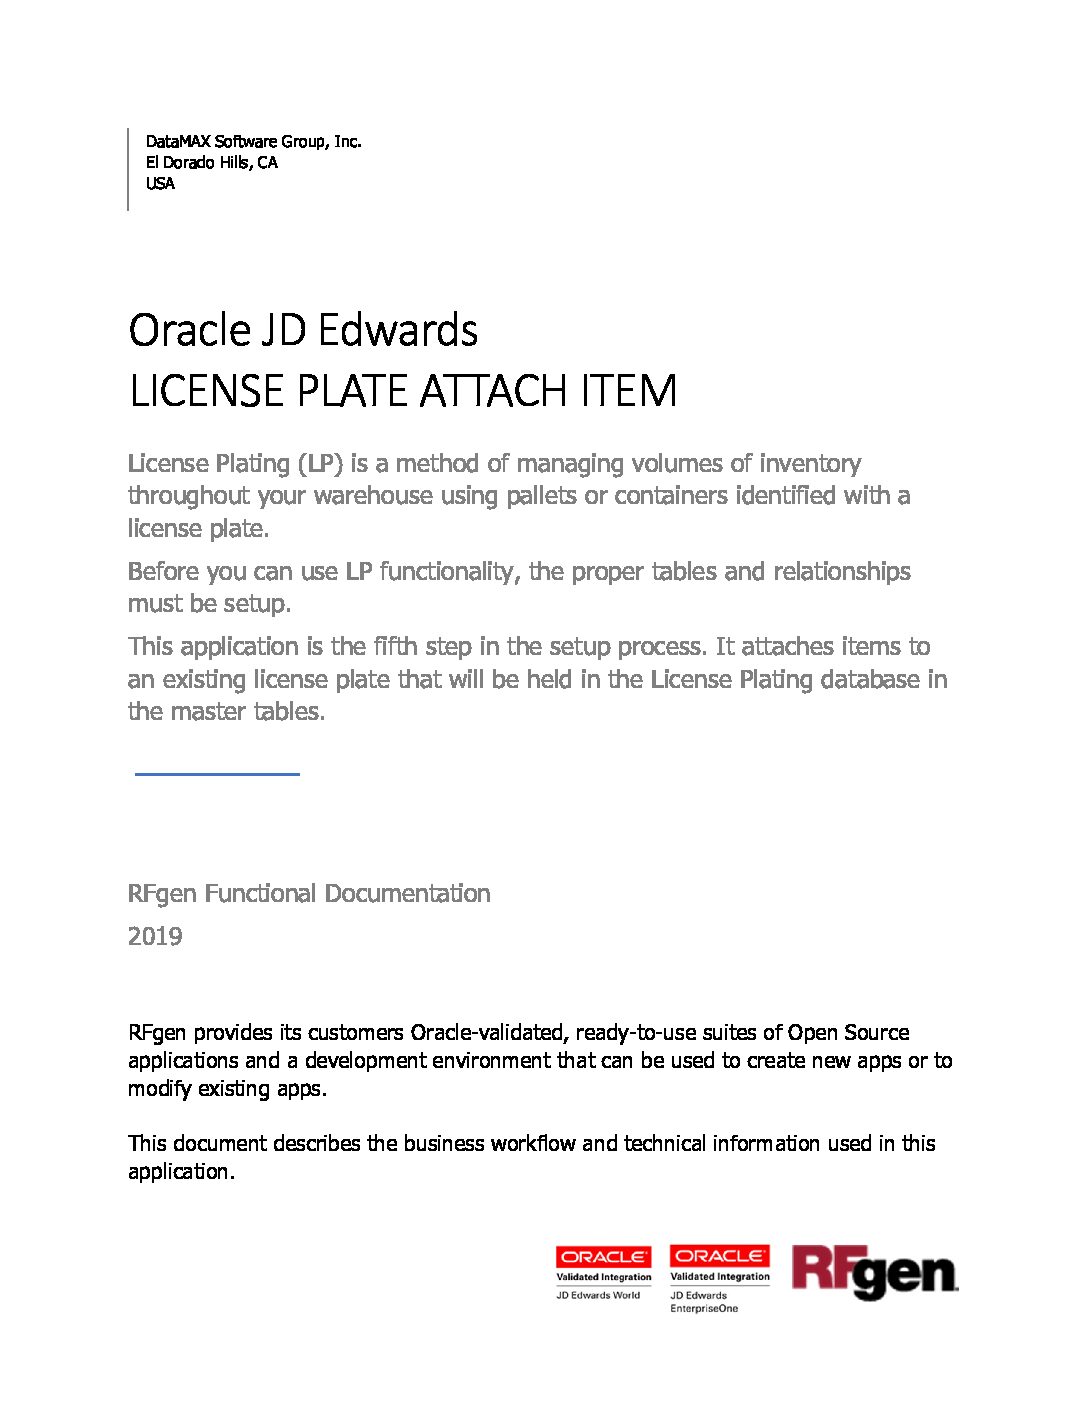 DataMAX Software Group, Inc.
El Dorado Hills, CA
USA
Oracle JD Edwards
LICENSE PLATE ATTACH ITEM
License Plating (LP) is a method of managing volumes of inventory
throughout your warehouse using pallets or containers identified with a
license plate.
Before you can use LP functionality, the proper tables and relationships
must be setup.
This application is the fifth step in the setup process. It attaches items to
an existing license plate that will be held in the License Plating database in
the master tables.
RFgen Functional Documentation
2019
RFgen provides its customers Oracle-validated, ready-to-use suites of Open Source
applications and a development environment that can be used to create new apps or to
modify existing apps.
This document describes the business workflow and technical information used in this
application.
ORACLE
Validated Integration
JD Edwards World
ORACLE
Validated Integration
JD Edwards
EnterpriseOne
RFgen